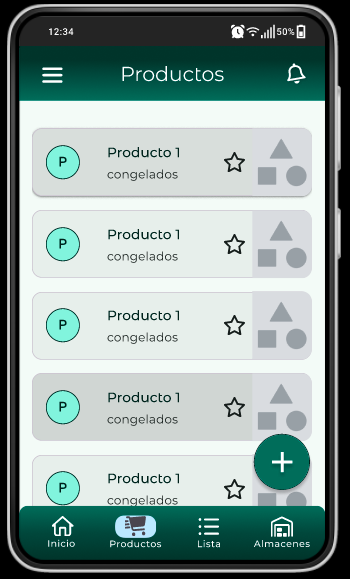 12:34
50%
Productos
P
Producto 1
congelados
P
Producto 1
congelados
P
Producto 1
congelados
P
Producto 1
congelados
P
Producto 1
congelados
Inicio
Productos
Lista
Almacenes